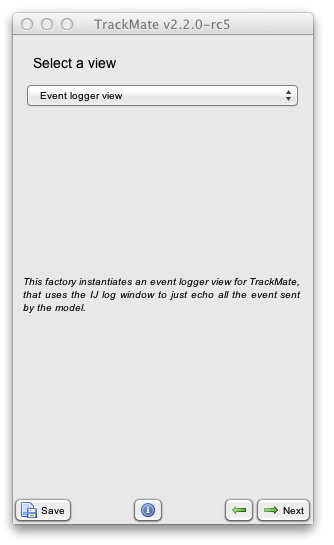 TrackMate v2.2.0-rc5
Select a view
Event logger view
This factory instantiates an event logger view for TrackMate,
that uses the IJ log window to just echo all the event sent
by the model.
Save
Next